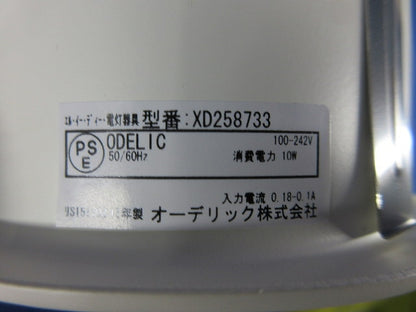 エル・イー・ディー・電灯器具 型番:XD258733
PS E ODELIC 100-242V
50/60Hz 消費電力 10W
入力電流 0.18-0.1A
年製 オーデリック株式会社